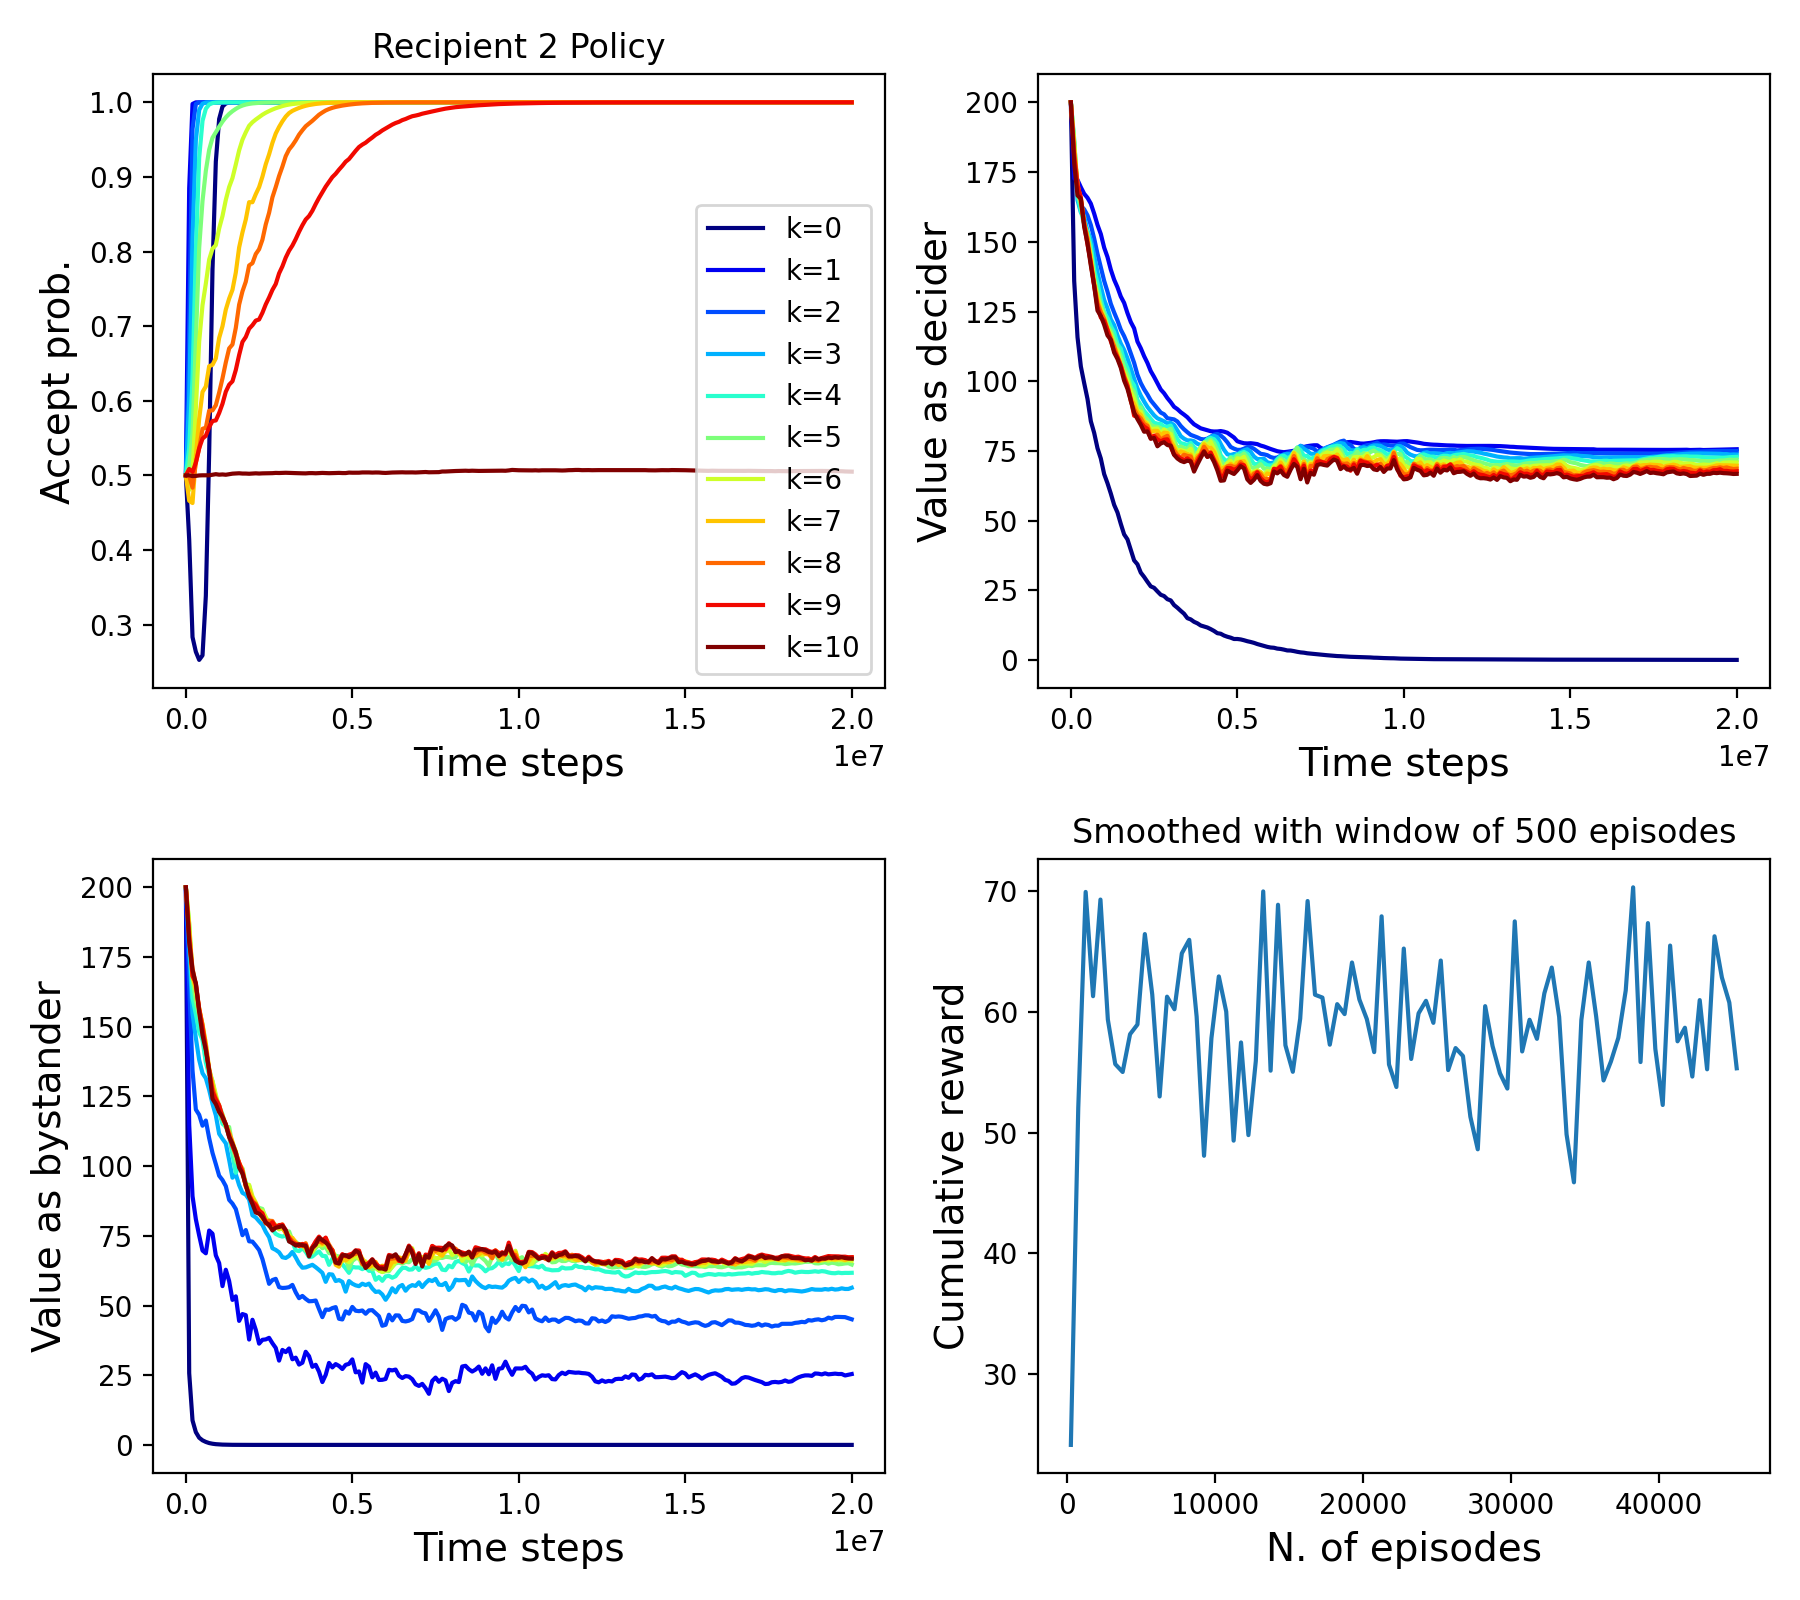 Recipient 2 Policy
Accept prob.
1.0
0.9
0.8
0.7
0.6
0.5
0.4
0.3
k=0
k=1
k=2
k=3
k=4
k=5
k=6
k=7
k=8
k=9
k=10
0.0 0.5 1.0 1.5 2.0
1e7
Time steps
Value as decider
200
175
150
125
100
75
50
25
0
0.0 0.5 1.0 1.5 2.0
1e7
Time steps
Value as bystander
200
175
150
125
100
75
50
25
0
0.0 0.5 1.0 1.5 2.0
1e7
Time steps
Smoothed with window of 500 episodes
Cumulative reward
70
60
50
40
30
0 10000 20000 30000 40000
N. of episodes